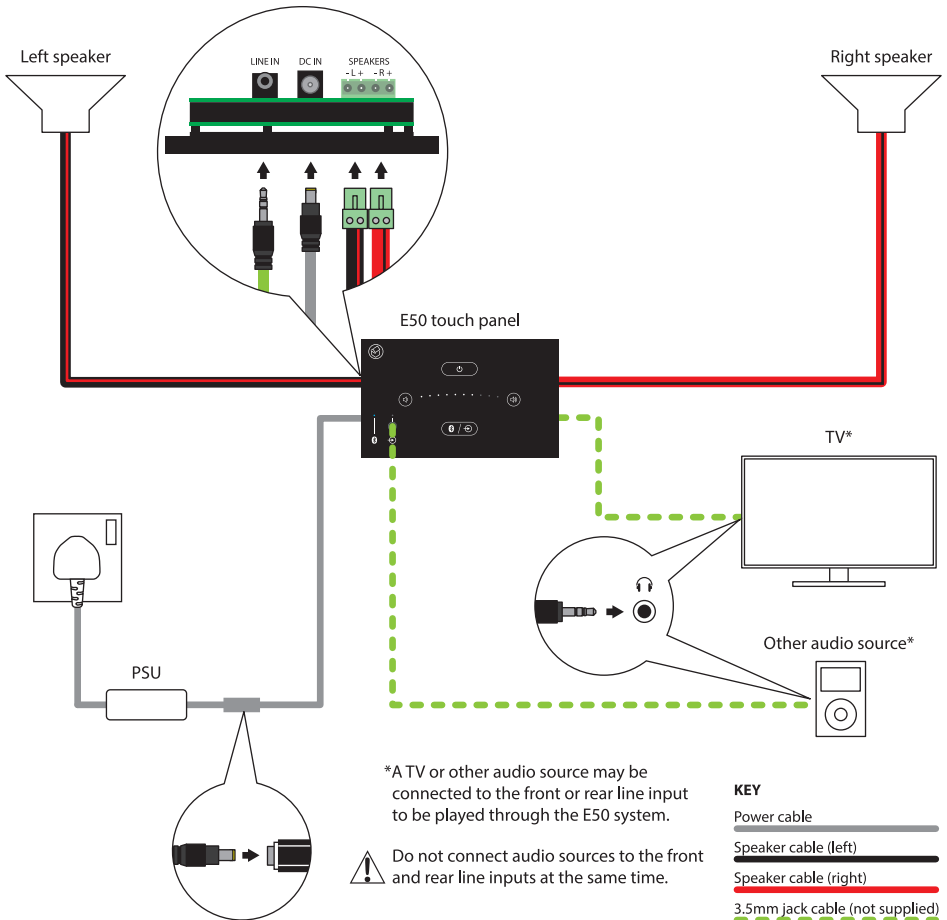 Left speaker
Right speaker
LINE IN
DC IN
SPEAKERS
- L + - R +
E50 touch panel
TV*
Other audio source*
PSU
*A TV or other audio source may be
connected to the front or rear line input
to be played through the E50 system.
Do not connect audio sources to the front
and rear line inputs at the same time.
KEY
Power cable
Speaker cable (left)
Speaker cable (right)
3.5mm jack cable (not supplied)